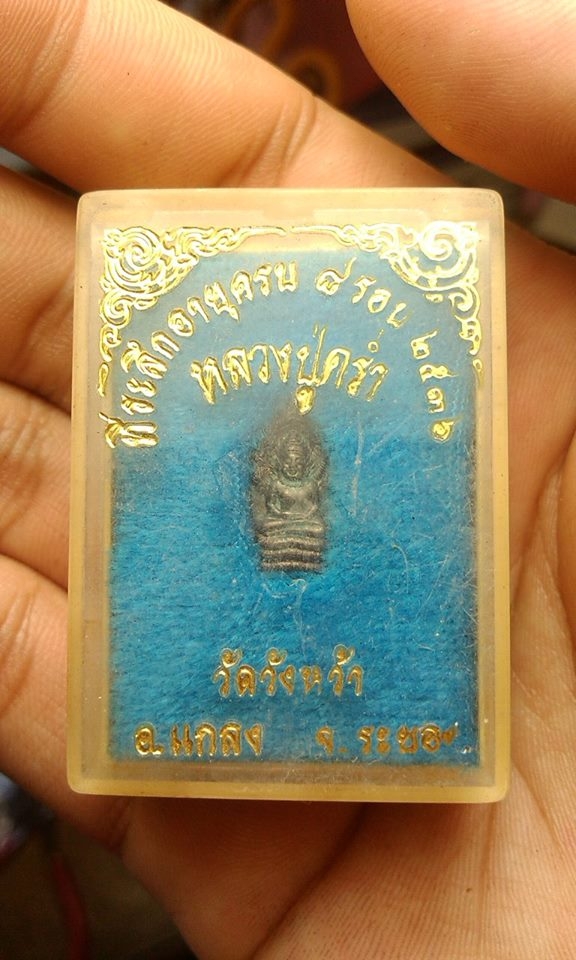 ที่ระลึกอายุครบ ๘ รอบ ๒๕๓๖
หลวงปู่คร่ำ
วัดวังหว้า
อ.แกลง จ.ระยอง